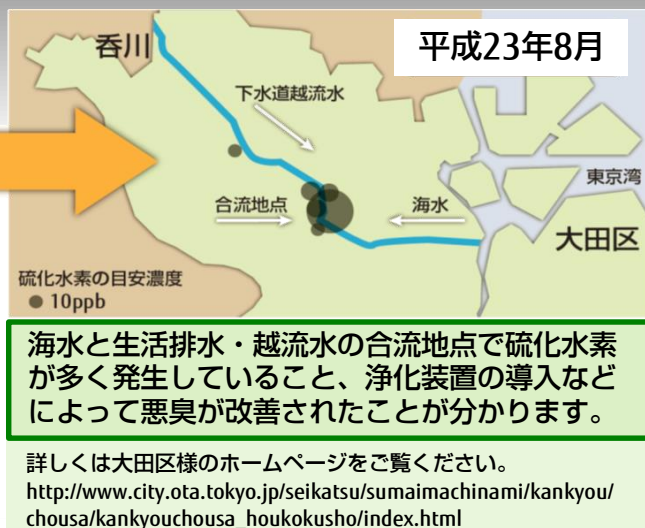 呑川
平成23年8月
下水道越流水
東京湾
合流地点
海水
大田区
硫化水素の目安濃度
10ppb
海水と生活排水・越流水の合流地点で硫化水素
が多く発生していること、浄化装置の導入など
によって悪臭が改善されたことが分かります。
詳しくは大田区様のホームページをご覧ください。
http://www.city.ota.tokyo.jp/seikatsu/sumaimachinami/kankyou/
chousa/kankyouchousa_houkokusho/index.html